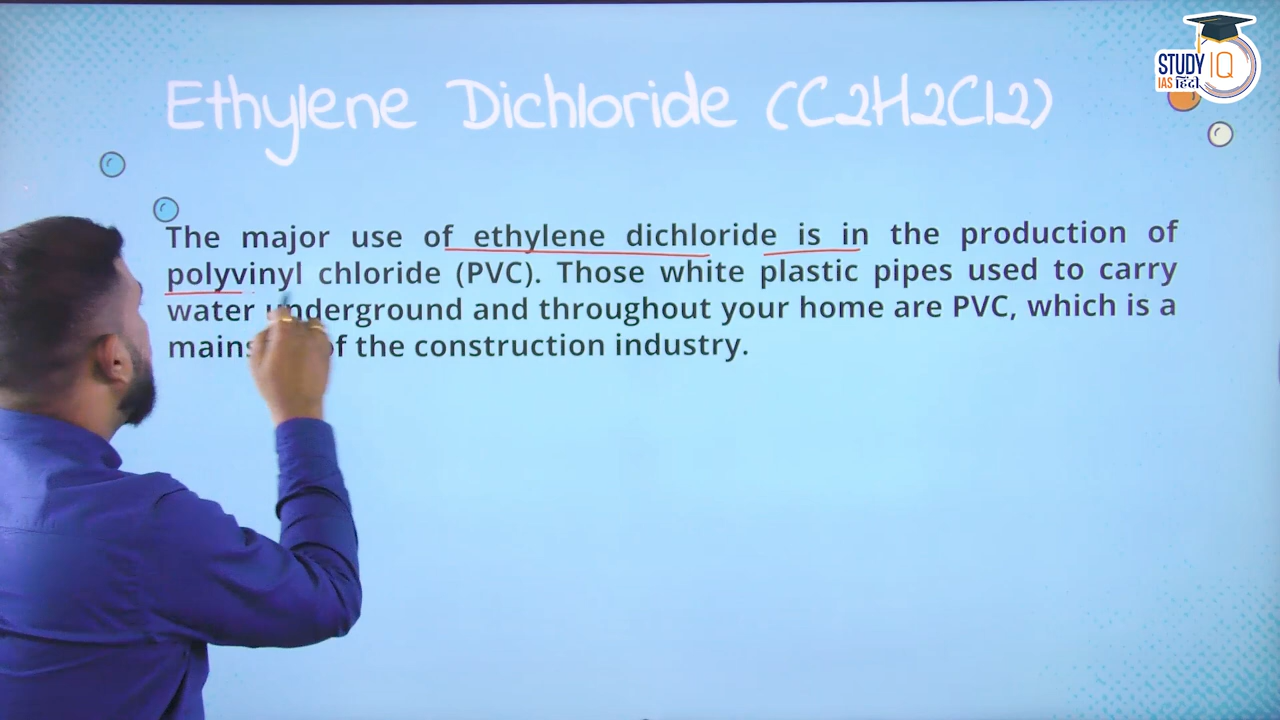 STUDY IQ
IAS हिंदी
Ethylene Dichloride (C2H2Cl2)
The major use of ethylene dichloride is in the production of
polyvinyl chloride (PVC). Those white plastic pipes used to carry
water underground and throughout your home are PVC, which is a
of the construction industry.